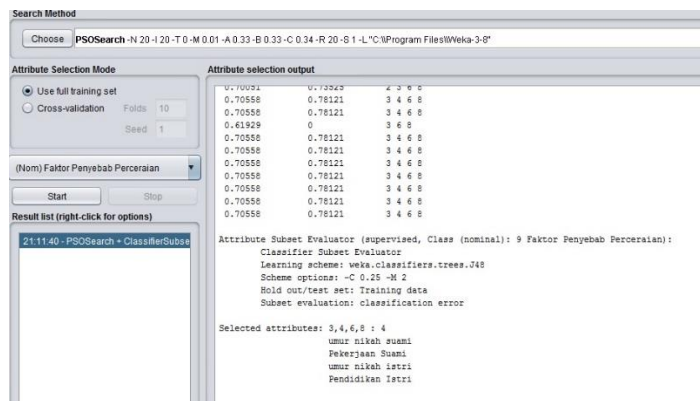 Search Method
Choose PSOSearch -N 20 -I 20 -T 0 -M 0.01 -A 0.33 -B 0.33 -C 0.34 -R 20 -S 1 -L "C:\\Program Files\\Weka-3-8"
Attribute Selection Mode
Use full training set
Cross-validation Folds 10
Seed 1
(Nom) Faktor Penyebab Perceraian
Start Stop
Result list (right-click for options)
21:11:40 - PSOSearch + ClassifierSubse
Attribute selection output
0.70558 0.78121 3 4 6 8
0.70558 0.78121 3 4 6 8
0.61929 0 3 6 8
0.70558 0.78121 3 4 6 8
0.70558 0.78121 3 4 6 8
0.70558 0.78121 3 4 6 8
0.70558 0.78121 3 4 6 8
0.70558 0.78121 3 4 6 8
0.70558 0.78121 3 4 6 8
0.70558 0.78121 3 4 6 8
Attribute Subset Evaluator (supervised, Class (nominal): 9 Faktor Penyebab Perceraian):
Classifier Subset Evaluator
Learning scheme: weka.classifiers.trees.J48
Scheme options: -C 0.25 -M 2
Hold out/test set: Training data
Subset evaluation: classification error
Selected attributes: 3,4,6,8 : 4
umur nikah suami
Pekerjaan Suami
umur nikah istri
Pendidikan Istri